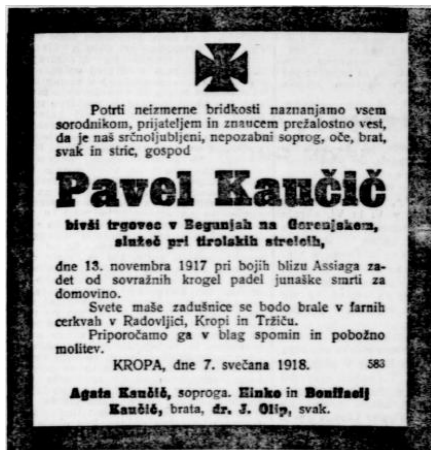 Potrti neizmerne bridkosti naznanjamo vsem
sorodnikom, prijateljem in znancem prežalostno vest,
da je naš srčnoljubljeni, nepozabni soprog, oče, brat,
svak in stric, gospod
Pavel Kaučič
bivši trgovec v Begunjah na Gorenjskem,
služeč pri tirolskih strelcih,
dne 13. novembra 1917 pri bojih blizu Assiaga za-
det od sovražnih krogel padel junaške smrti za
domovino.
Svete maše zadušnice se bodo brale v farnih
cerkvah v Radovljici, Kropi in Tržiču.
Priporočamo ga v blag spomin in pobožno
molitev.
KROPA, dne 7. svečana 1918. 583
Agata Kaučič, soproga. Hinko in Bonifacij
Kaučič, brata, dr. J. Olip, svak.